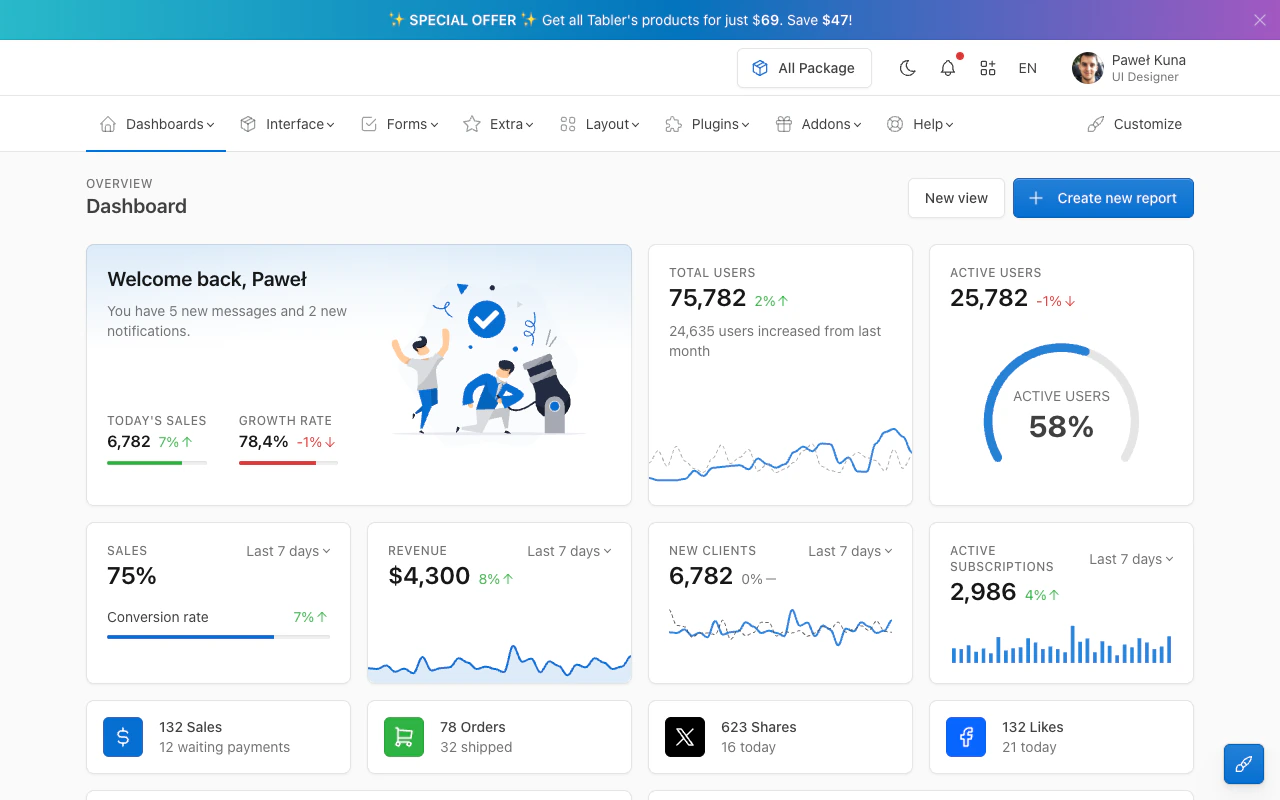 ✨ SPECIAL OFFER ✨ Get all Tabler's products for just $69. Save $47!
All Package
EN
Paweł Kuna
UI Designer
Dashboards
Interface
Forms
Extra
Layout
Plugins
Addons
Help
Customize
OVERVIEW
Dashboard
New view
Create new report
Welcome back, Paweł
You have 5 new messages and 2 new
notifications.
TODAY'S SALES
6,782 7%
GROWTH RATE
78,4% -1%
TOTAL USERS
75,782 2%
24,635 users increased from last
month
ACTIVE USERS
25,782 -1%
ACTIVE USERS
58%
SALES
Last 7 days
75%
Conversion rate
7%
REVENUE
Last 7 days
$4,300 8%
NEW CLIENTS
Last 7 days
6,782 0%
ACTIVE
SUBSCRIPTIONS
Last 7 days
2,986 4%
132 Sales
12 waiting payments
78 Orders
32 shipped
623 Shares
16 today
132 Likes
21 today